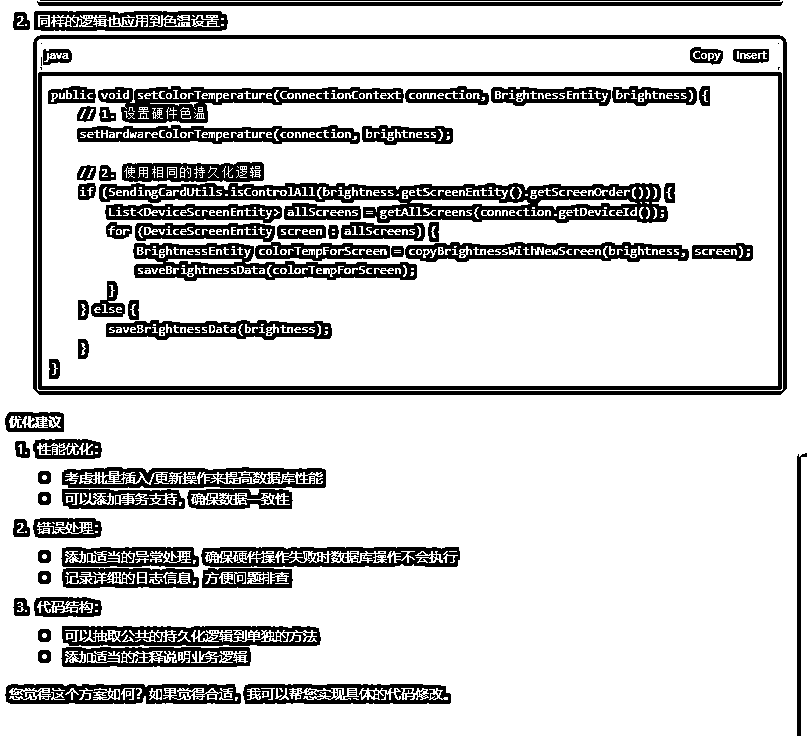 2. 同样的逻辑也应用到色温设置:
java
Copy Insert
public void setColorTemperature(ConnectionContext connection, BrightnessEntity brightness) {
// 1. 设置硬件色温
setHardwareColorTemperature(connection, brightness);
// 2. 使用相同的持久化逻辑
if (SendingCardUtils.isControlAll(brightness.getScreenEntity().getScreenOrder())) {
List<DeviceScreenEntity> allScreens = getAllScreens(connection.getDeviceId());
for (DeviceScreenEntity screen : allScreens) {
BrightnessEntity colorTempForScreen = copyBrightnessWithNewScreen(brightness, screen);
saveBrightnessData(colorTempForScreen);
}
} else {
saveBrightnessData(brightness);
}
}
优化建议
1. 性能优化:
考虑批量插入/更新操作来提高数据库性能
可以添加事务支持，确保数据一致性
2. 错误处理:
添加适当的异常处理，确保硬件操作失败时数据库操作不会执行
记录详细的日志信息，方便问题排查
3. 代码结构:
可以抽取公共的持久化逻辑到单独的方法
添加适当的注释说明业务逻辑
您觉得这个方案如何？如果觉得合适，我可以帮您实现具体的代码修改。